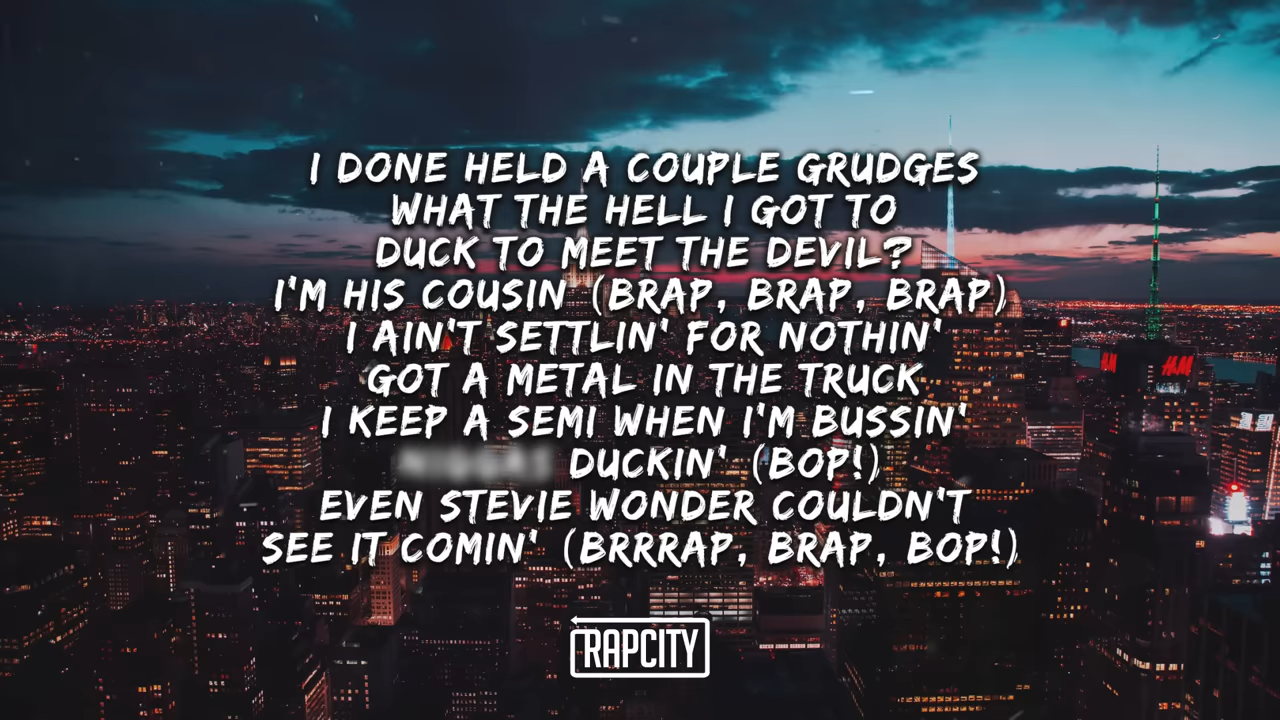 I DONE HELD A COUPLE GRUDGES
WHAT THE HELL I GOT TO
DUCK TO MEET THE DEVIL?
I'M HIS COUSIN (BRAP, BRAP, BRAP)
I AIN'T SETTLIN' FOR NOTHIN'
GOT A METAL IN THE TRUCK
I KEEP A SEMI WHEN I'M BUSSIN'
DUCKIN' (BOP!)
EVEN STEVIE WONDER COULDN'T
SEE IT COMIN' (BRRRAP, BRAP, BOP!)
H&M
RAPCITY